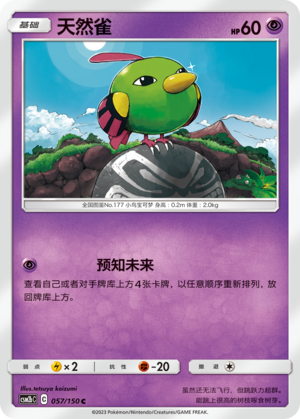 基础 天然雀 HP60
全国图鉴No.177 小鸟宝可梦 身高：0.2m 体重：2.0kg
预知未来
查看自己或者对手牌库上方4张卡牌，以任意顺序重新排列，放
回牌库上方。
弱点 ×2 抗性 -20 撤退
Illus.tetsuya koizumi
CSM2bC G 057/150 C
虽然还无法飞行，但跳跃力超群。
能跳上很高的树枝啄食树芽。
©2023 Pokémon/Nintendo/Creatures/GAME FREAK.